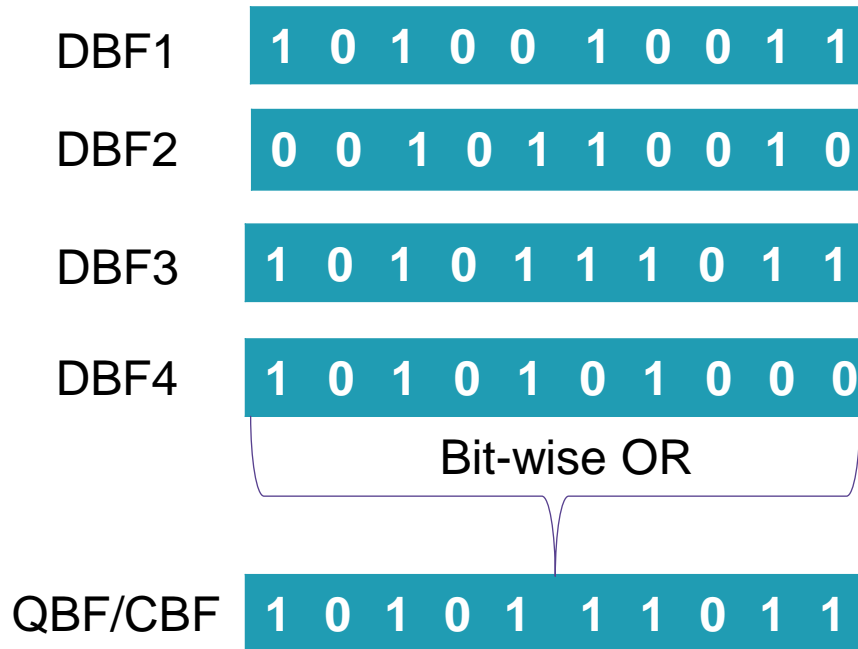 DBF1 1 0 1 0 0 1 0 0 1 1
DBF2 0 0 1 0 1 1 0 0 1 0
DBF3 1 0 1 0 1 1 1 0 1 1
DBF4 1 0 1 0 1 0 1 0 0 0
Bit-wise OR
QBF/CBF 1 0 1 0 1 1 1 0 1 1